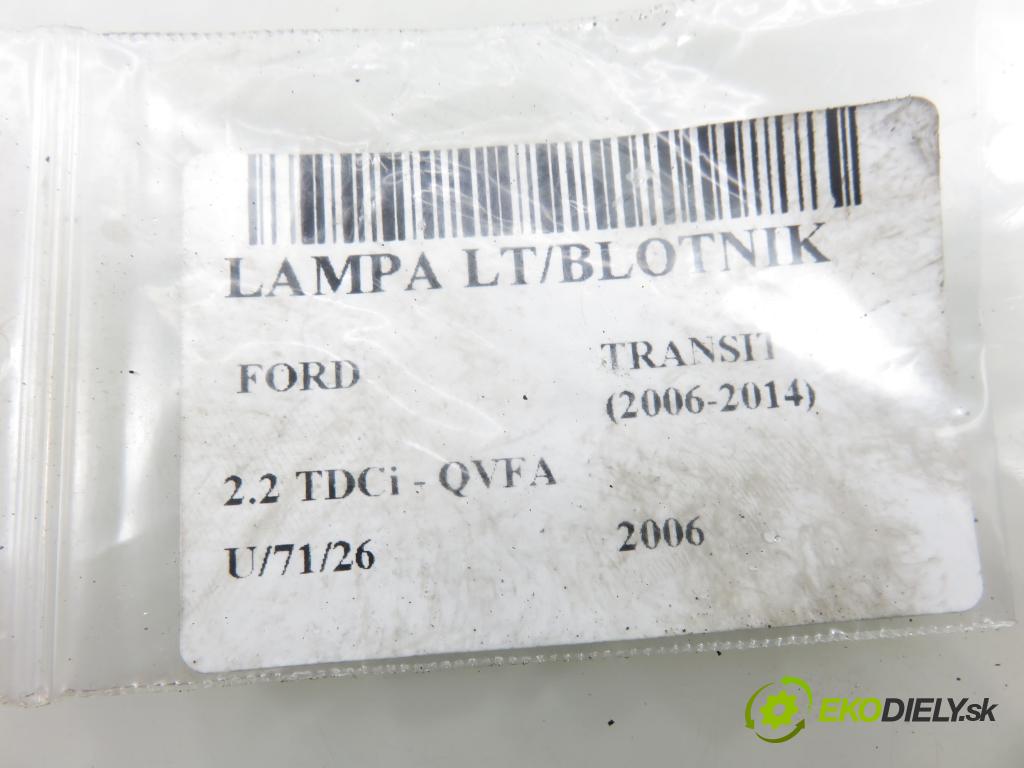 LAMPA LT/BLOTNIK
FORD
TRANSIT
(2006-2014)
2.2 TDCi - QVFA
U/71/26
2006
EKODIELY.sk